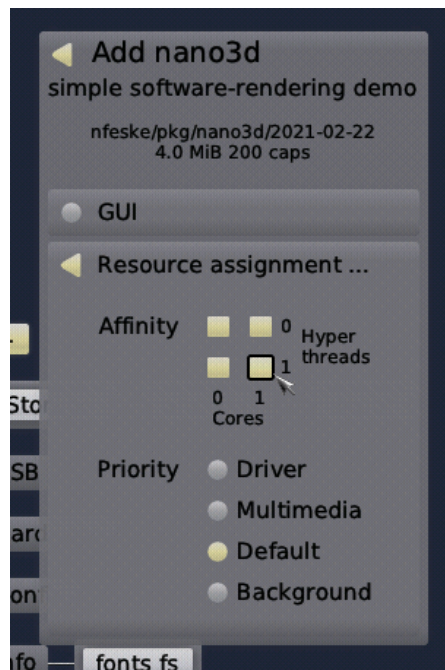 Add nano3d
simple software-rendering demo
nfeske/pkg/nano3d/2021-02-22
4.0 MiB 200 caps
GUI
Resource assignment ...
Affinity
0
Hyper
threads
1
0 1
Cores
Priority
Driver
Multimedia
Default
Background
fonts fs